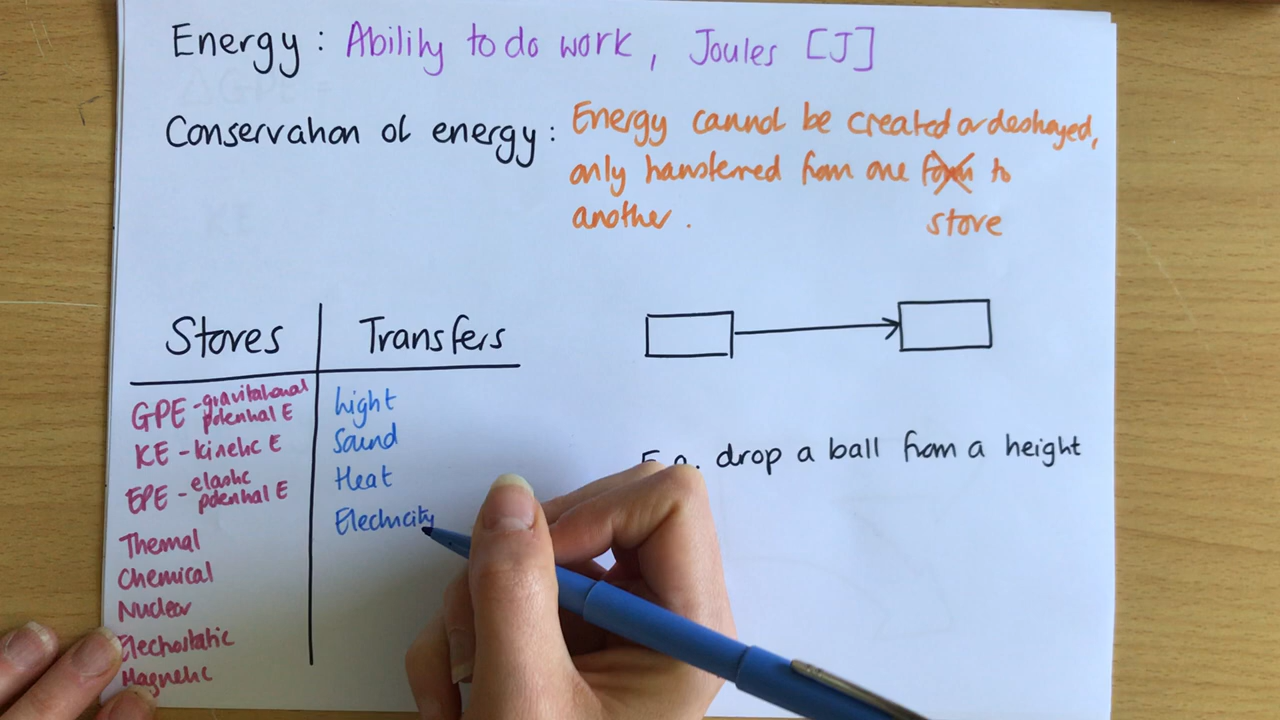 Energy: Ability to do work, Joules [J]
Conservation of energy: Energy cannot be created or destroyed,
only transferred from one form to
another. store
Stores Transfers
GPE - gravitational
potential E
KE - kinetic E
EPE - elastic
potential E
Thermal
Chemical
Nuclear
Electrostatic
Magnetic
Light
Sound
Heat
Electricity
E.g. drop a ball from a height